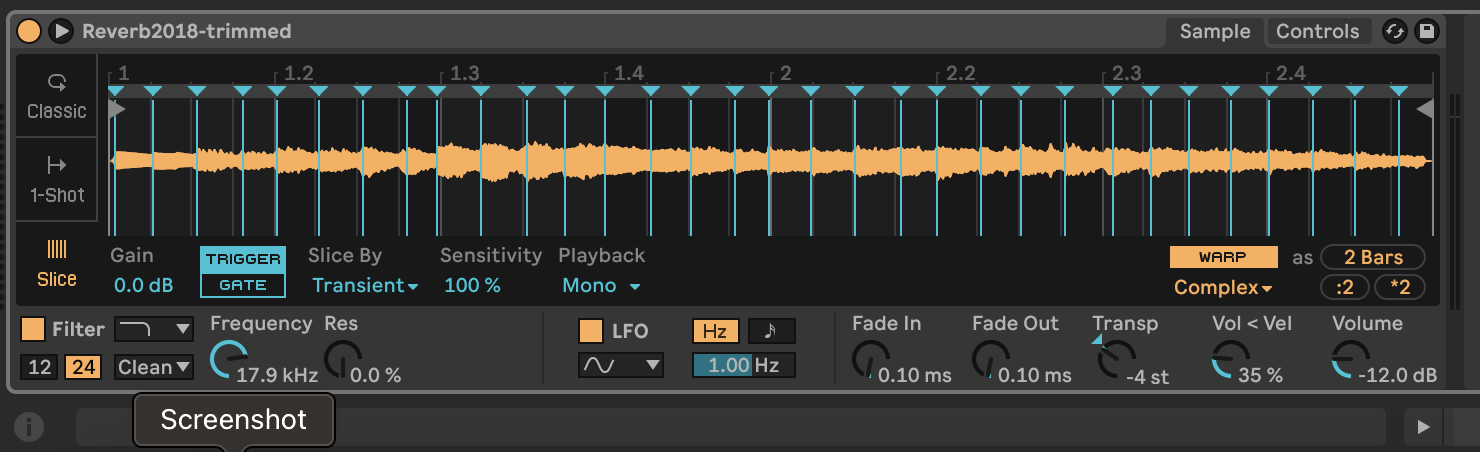 Reverb2018-trimmed Sample Controls
1 1.2 1.3 1.4 2 2.2 2.3 2.4
Classic
1-Shot
Slice
Gain TRIGGER Slice By Sensitivity Playback WARP as 2 Bars
0.0 dB GATE Transient 100 % Mono Complex :2 *2
Filter Frequency Res LFO Hz Fade In Fade Out Transp Vol < Vel Volume
12 24 Clean 17.9 kHz 0.0 % 1.00 Hz 0.10 ms 0.10 ms -4 st 35 % -12.0 dB
Screenshot